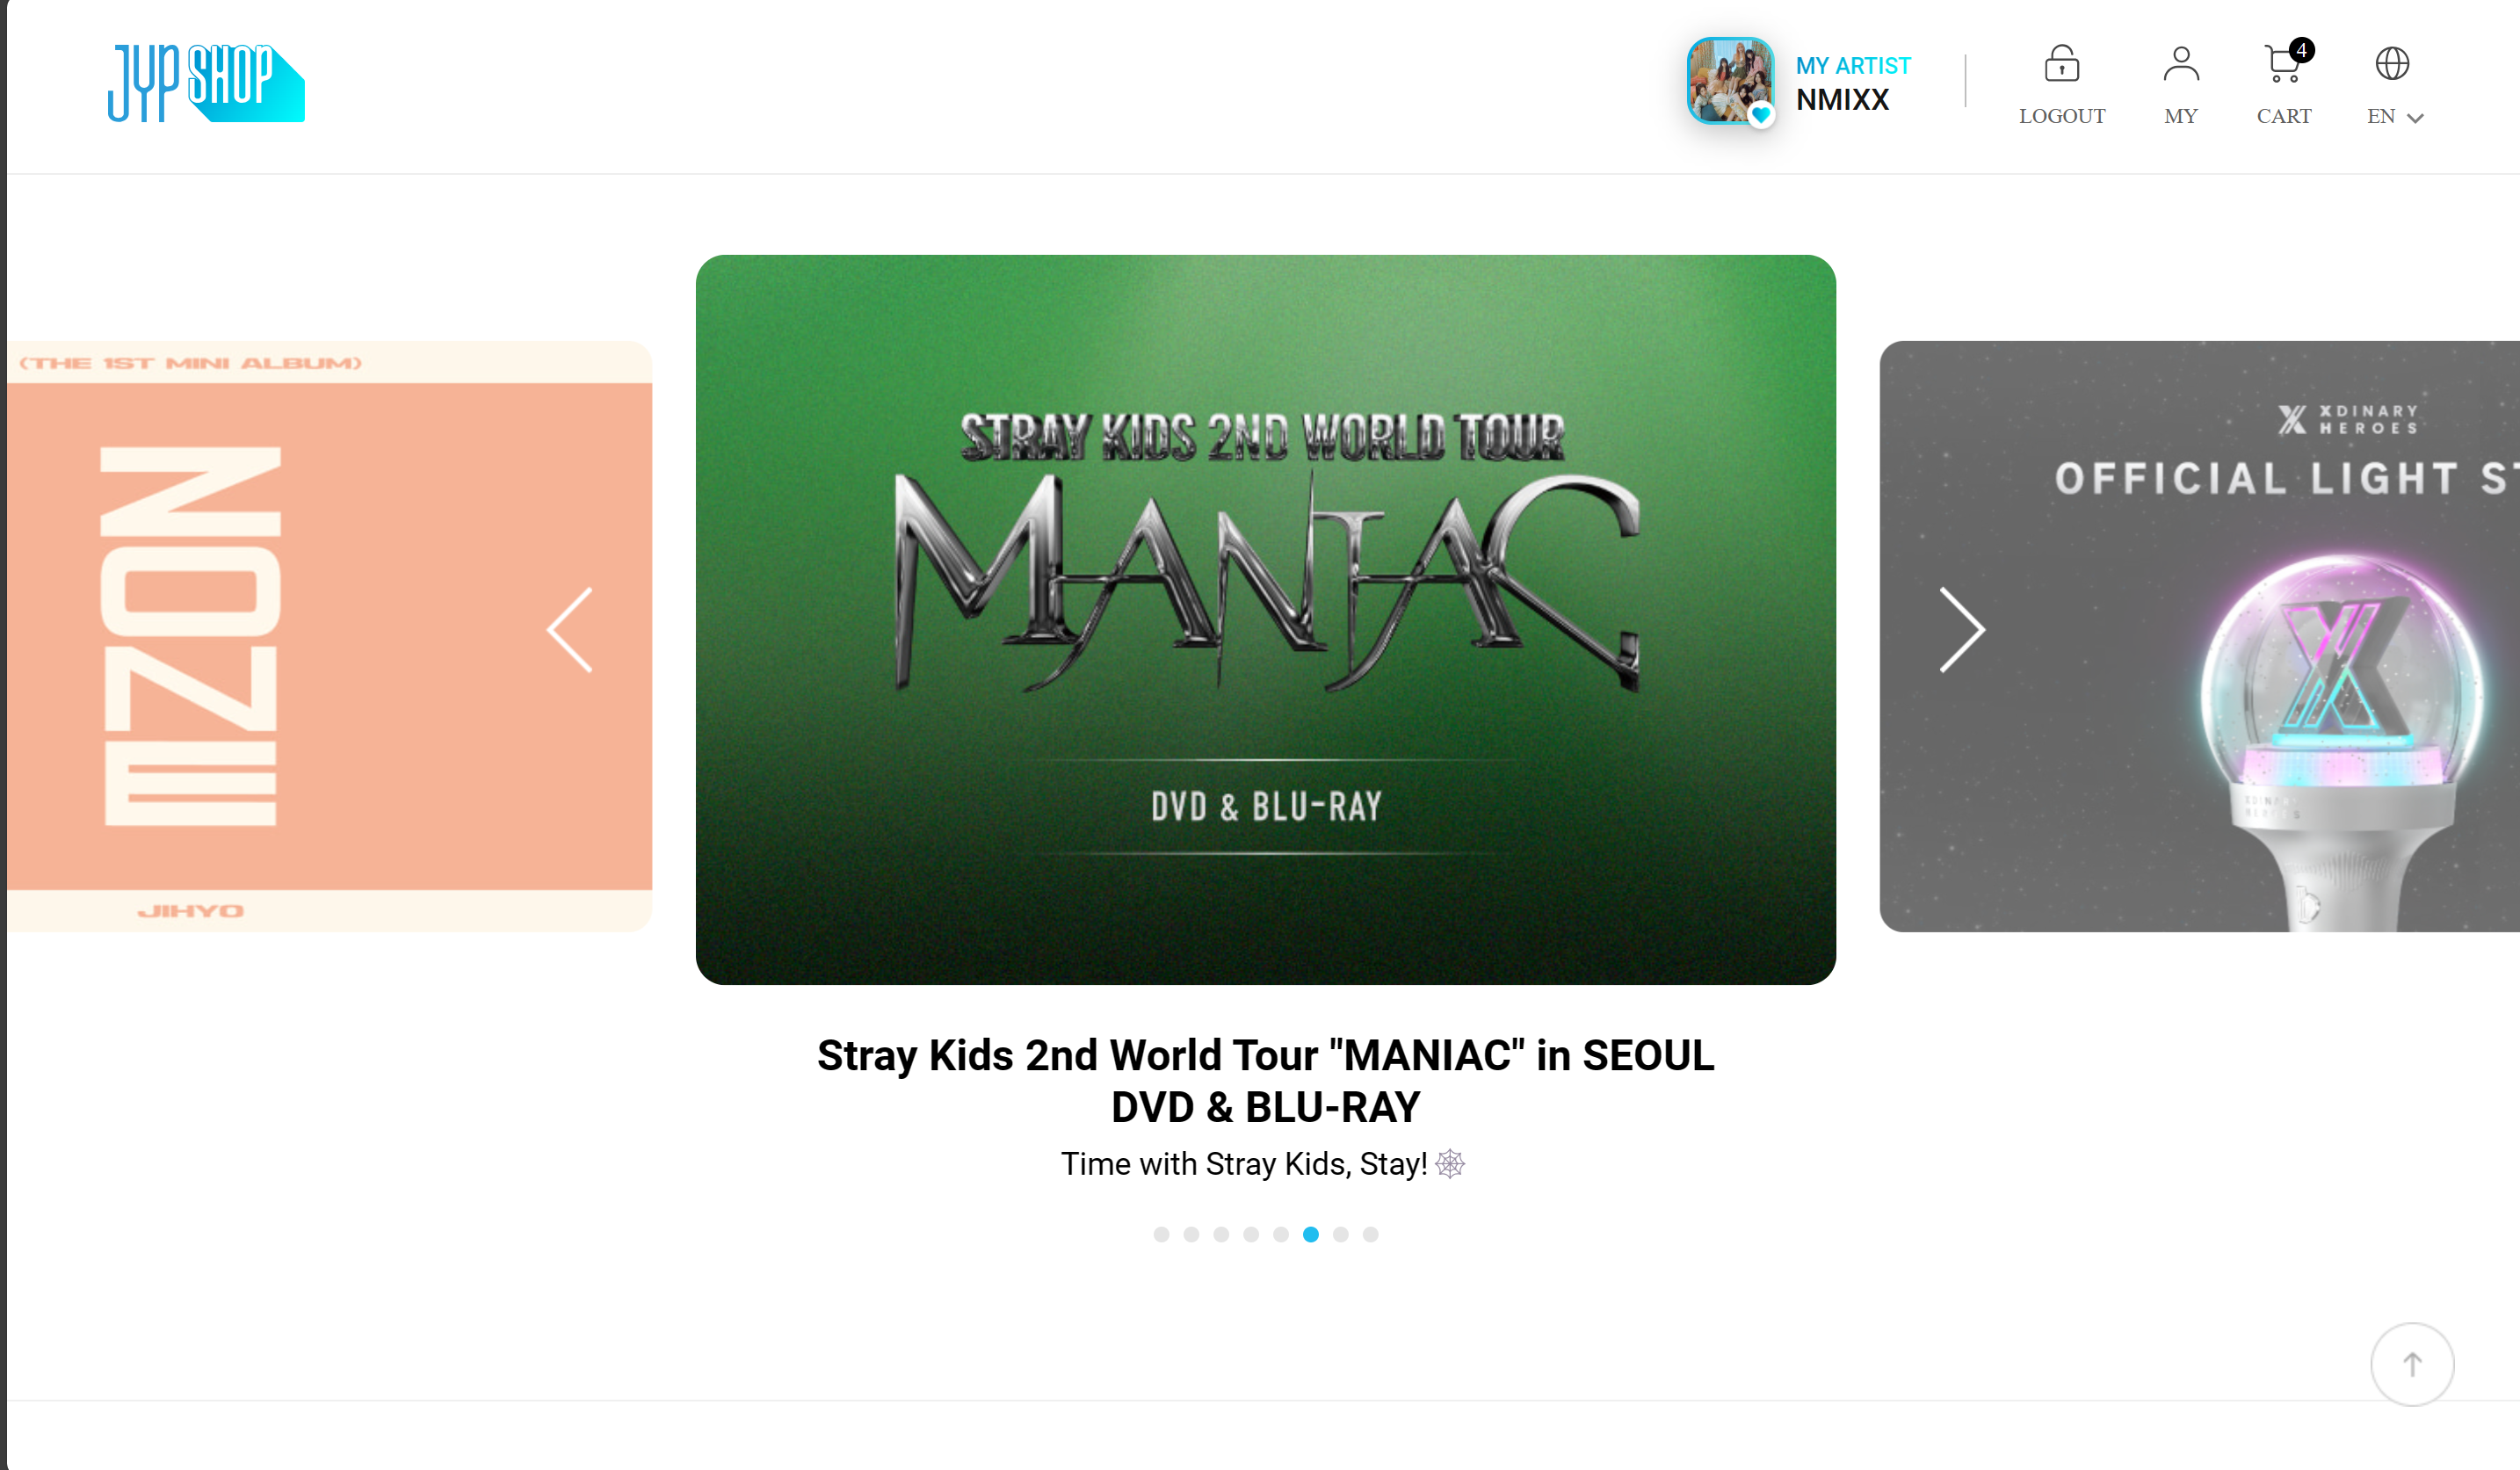 JYP SHOP
MY ARTIST
NMIXX
LOGOUT
MY
4
CART
EN
(THE 1ST MINI ALBUM)
ZONE
JIHYO
STRAY KIDS 2ND WORLD TOUR
MANIAC
DVD & BLU-RAY
XDINARY
HEROES
OFFICIAL LIGHT ST
Stray Kids 2nd World Tour "MANIAC" in SEOUL
DVD & BLU-RAY
Time with Stray Kids, Stay! 🕸